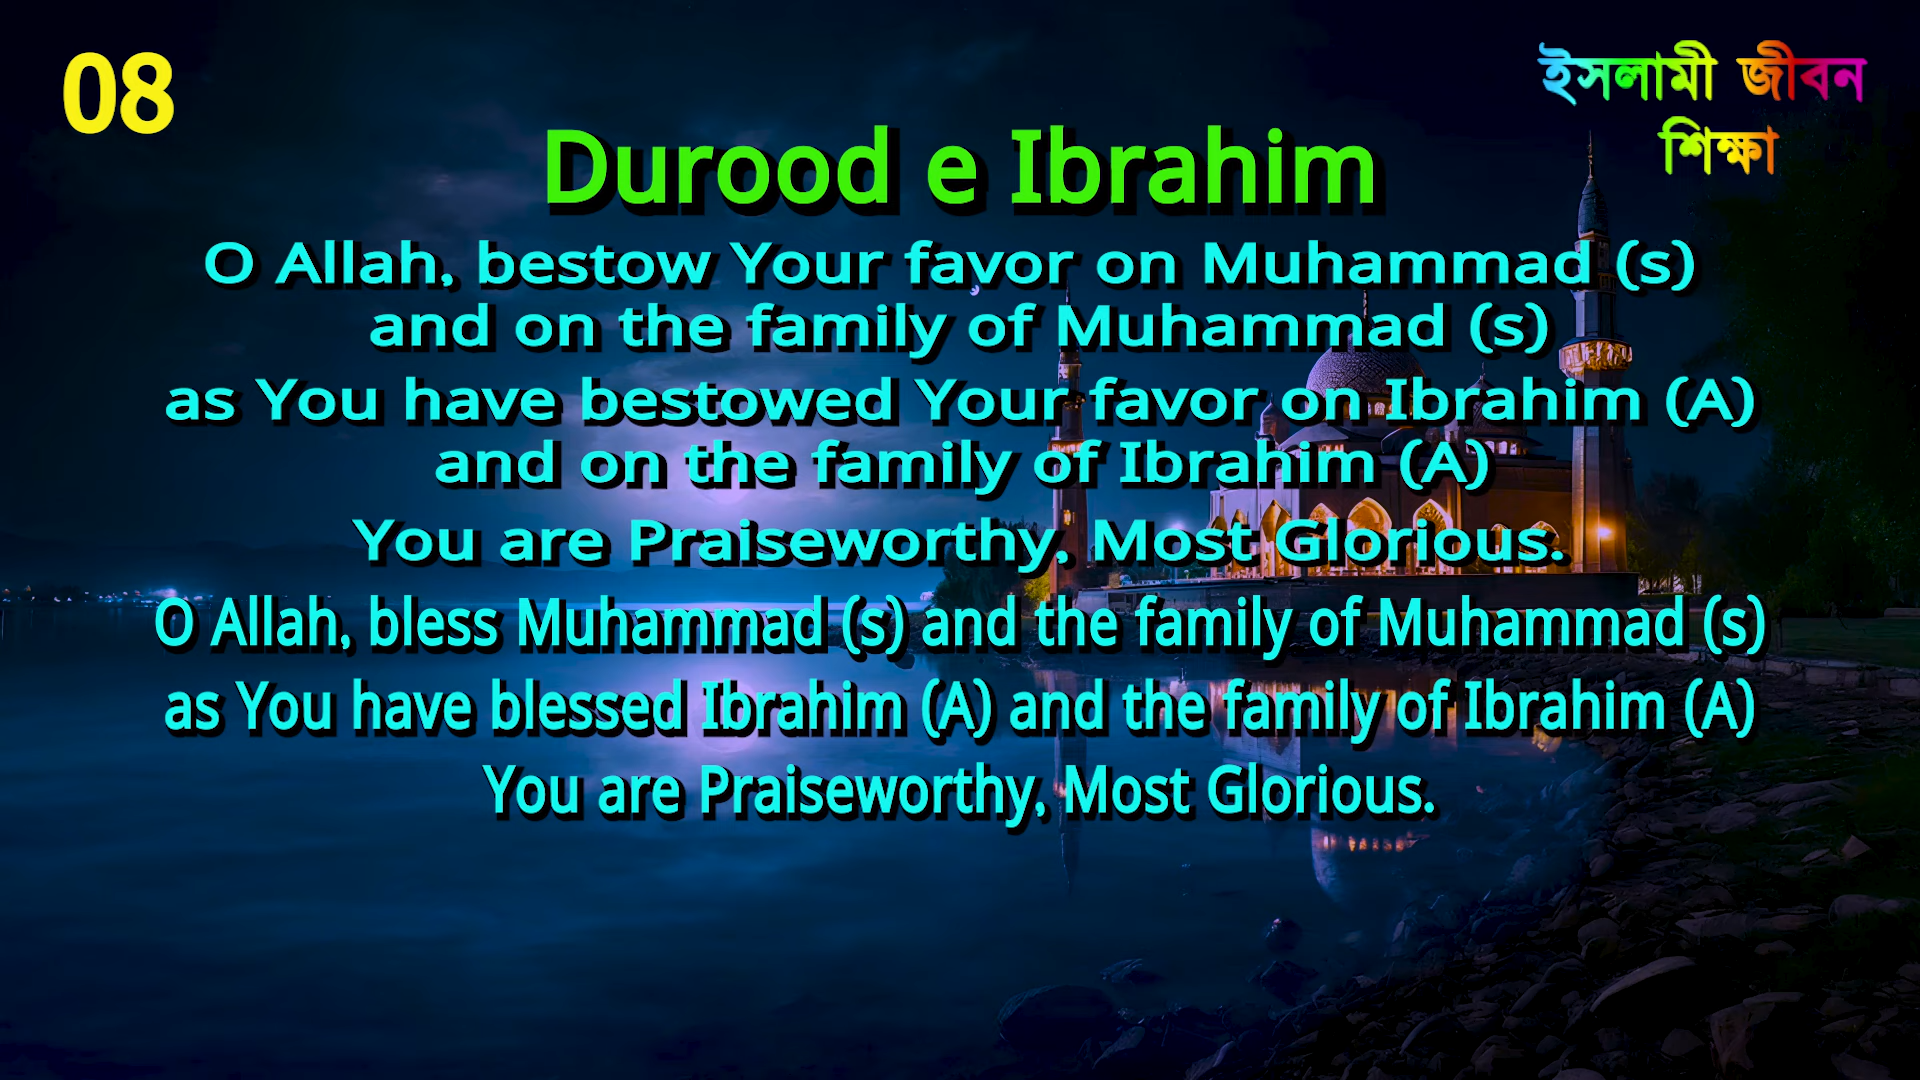 08
ইসলামী জীবন
শিক্ষা
Durood e Ibrahim
O Allah, bestow Your favor on Muhammad (s)
and on the family of Muhammad (s)
as You have bestowed Your favor on Ibrahim (A)
and on the family of Ibrahim (A)
You are Praiseworthy, Most Glorious.
O Allah, bless Muhammad (s) and the family of Muhammad (s)
as You have blessed Ibrahim (A) and the family of Ibrahim (A)
You are Praiseworthy, Most Glorious.